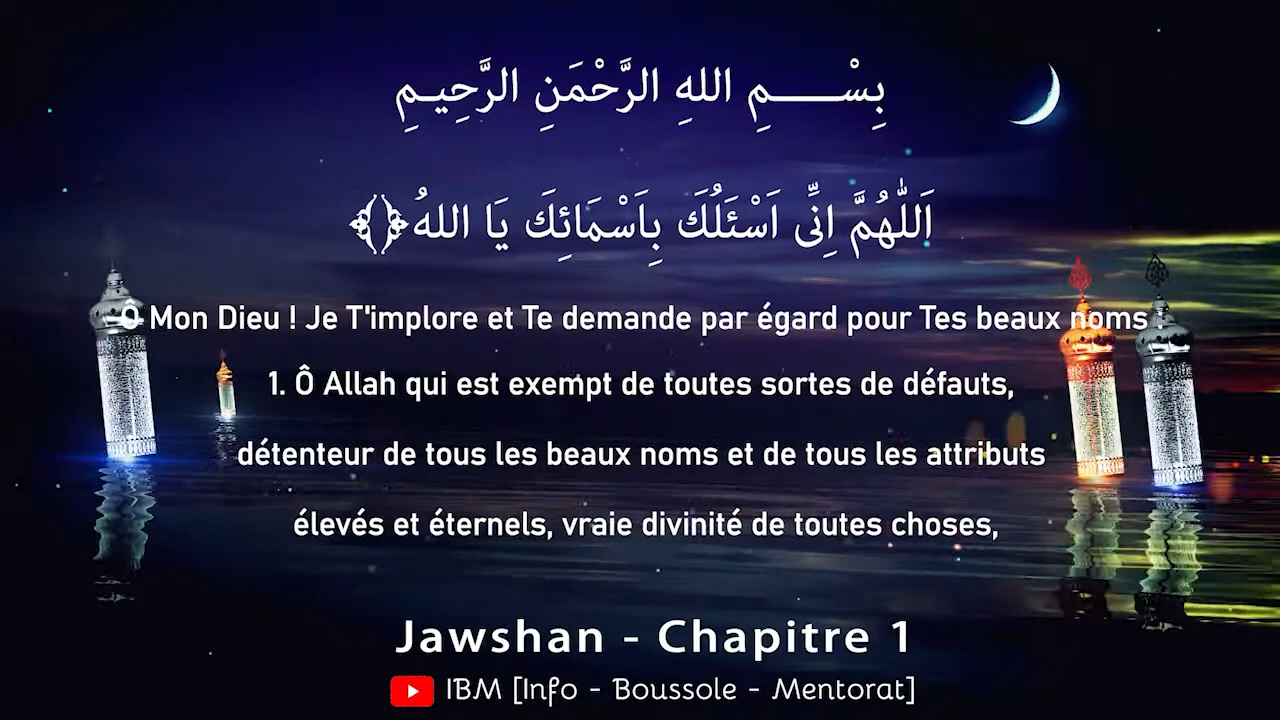 بِسْــــــمِ اللهِ الرَّحْمَنِ الرَّحِيمِ
اَللّٰهُمَّ اِنِّى اَسْئَلُكَ بِاَسْمَائِكَ يَا اللهُ ﴿﴾
Ô Mon Dieu ! Je T'implore et Te demande par égard pour Tes beaux noms :
1. Ô Allah qui est exempt de toutes sortes de défauts,
détenteur de tous les beaux noms et de tous les attributs
élevés et éternels, vraie divinité de toutes choses,
Jawshan - Chapitre 1
IBM [Info - Boussole - Mentorat]